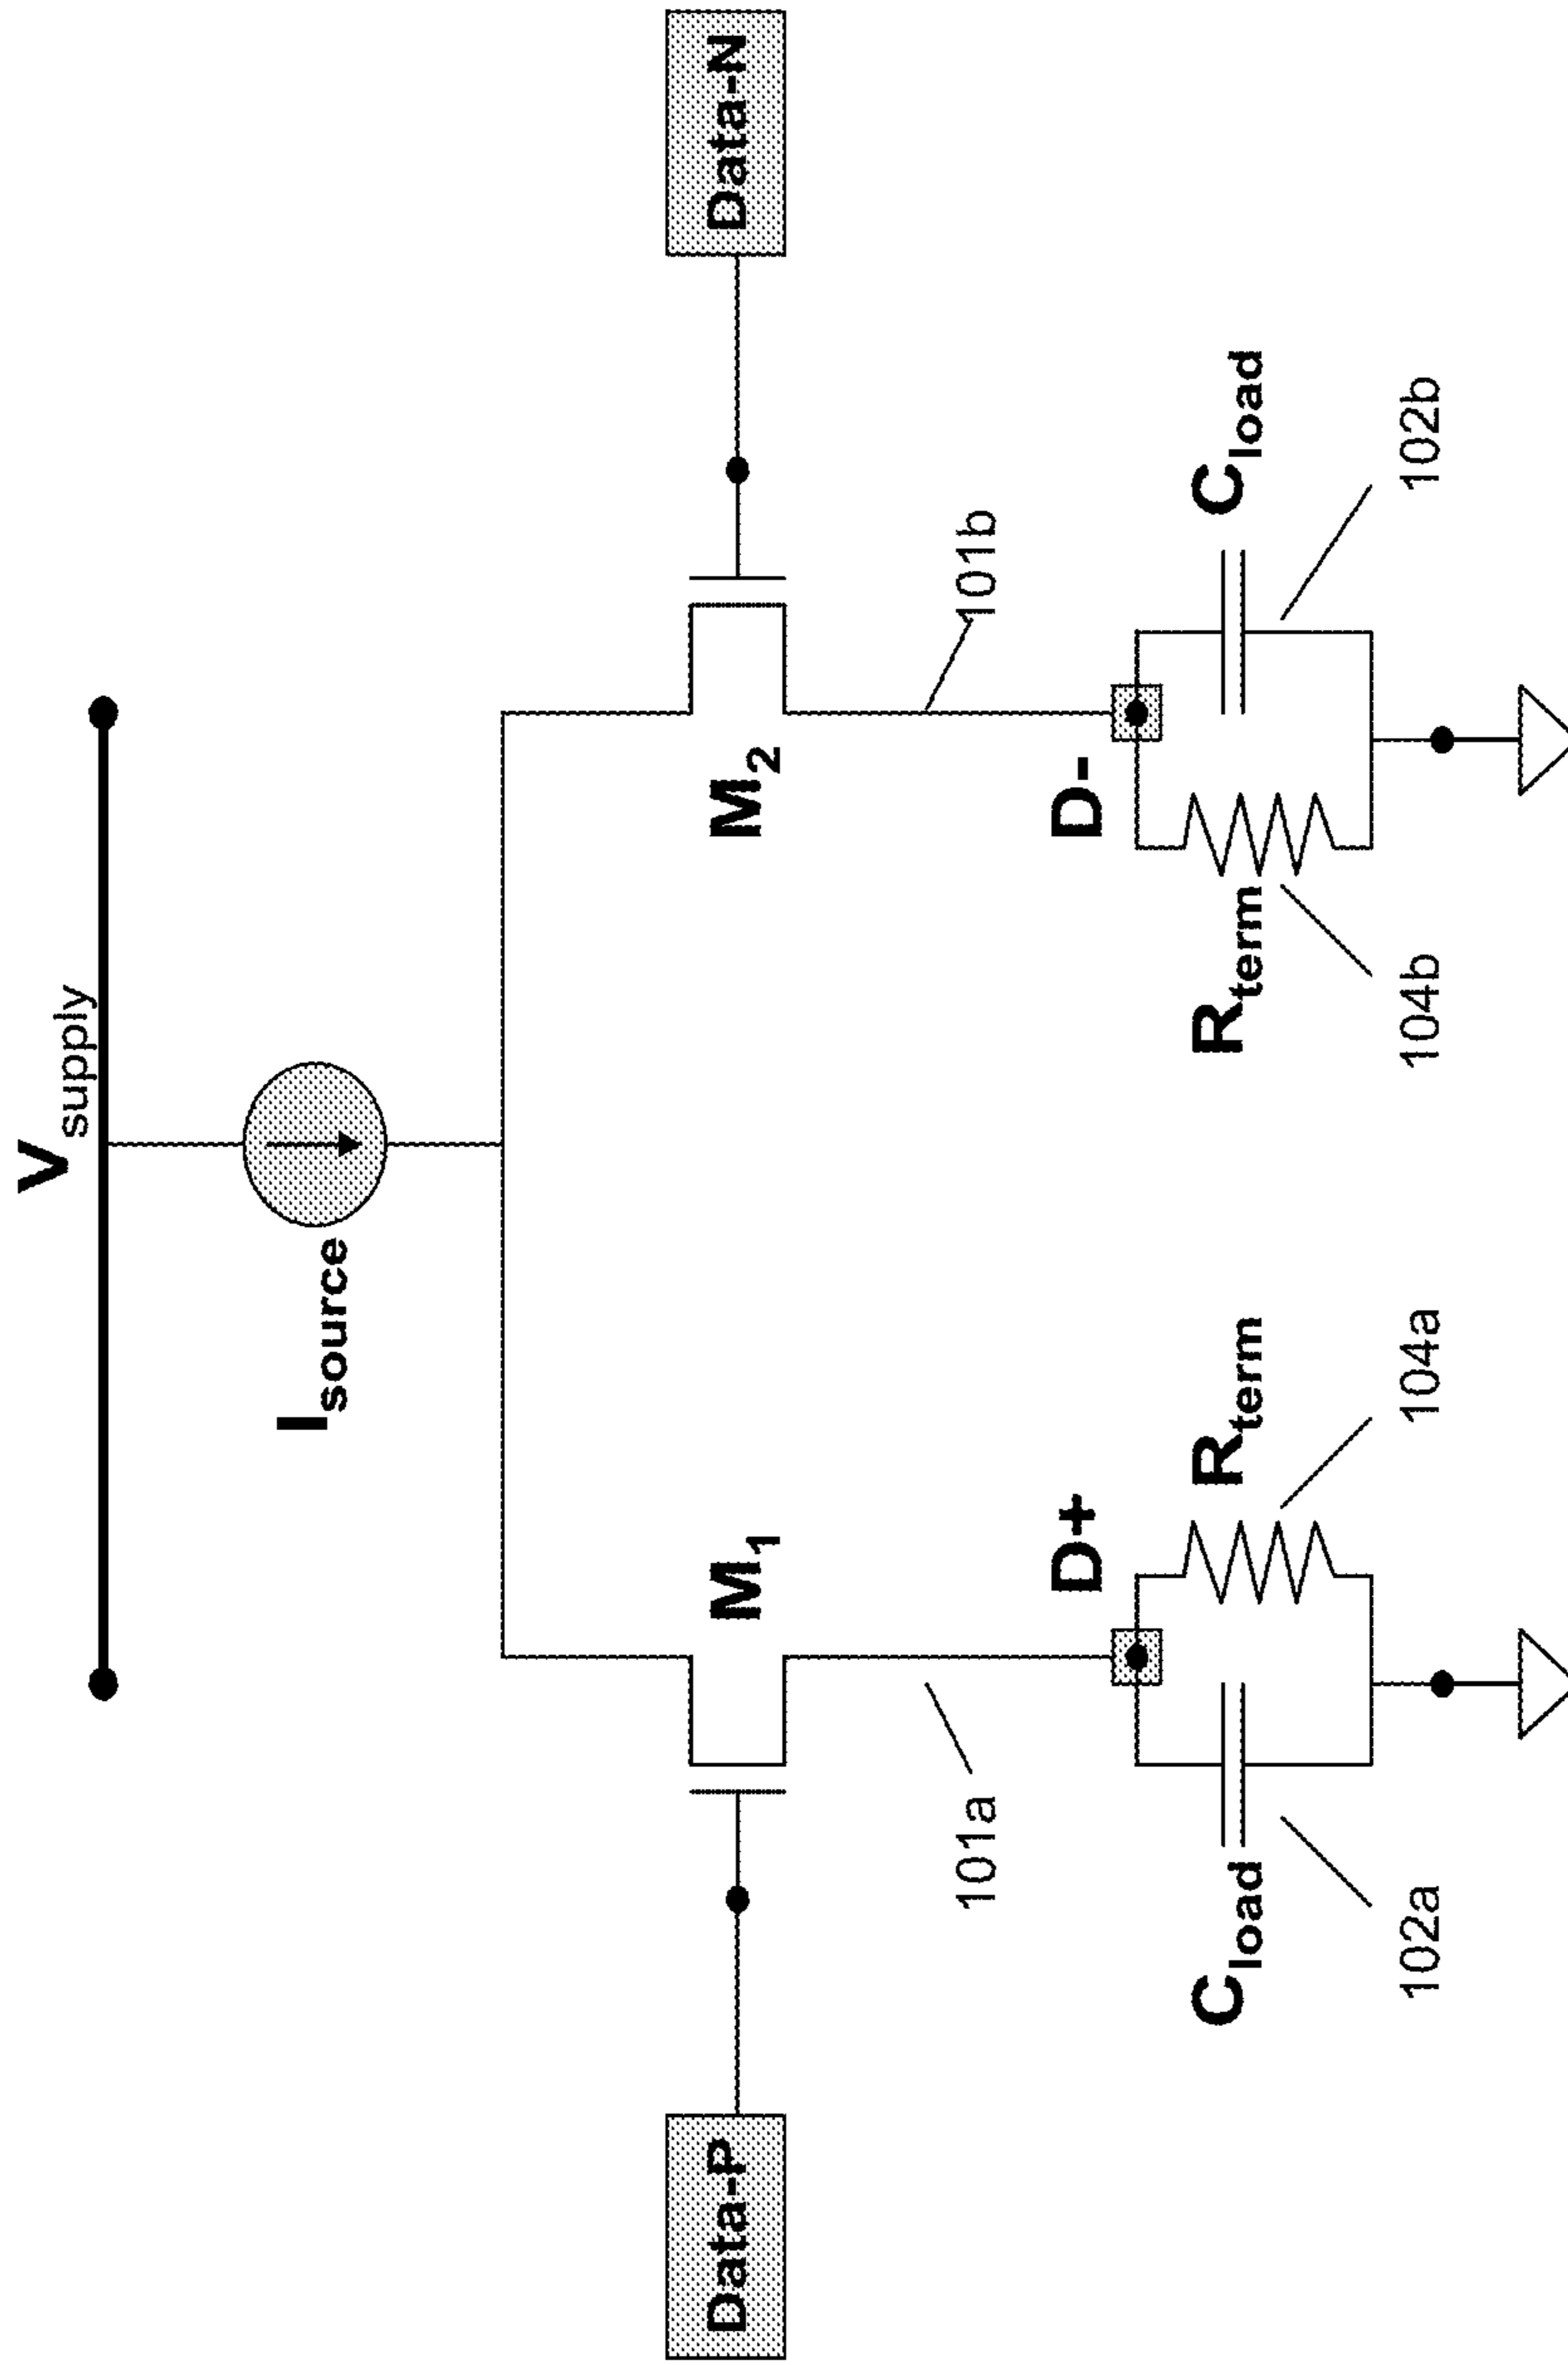 Vsupply
Isource
Data-P
M1
M2
Data-N
101a
101b
D+
D-
Cload
Rterm
Rterm
Cload
102a
104a
104b
102b